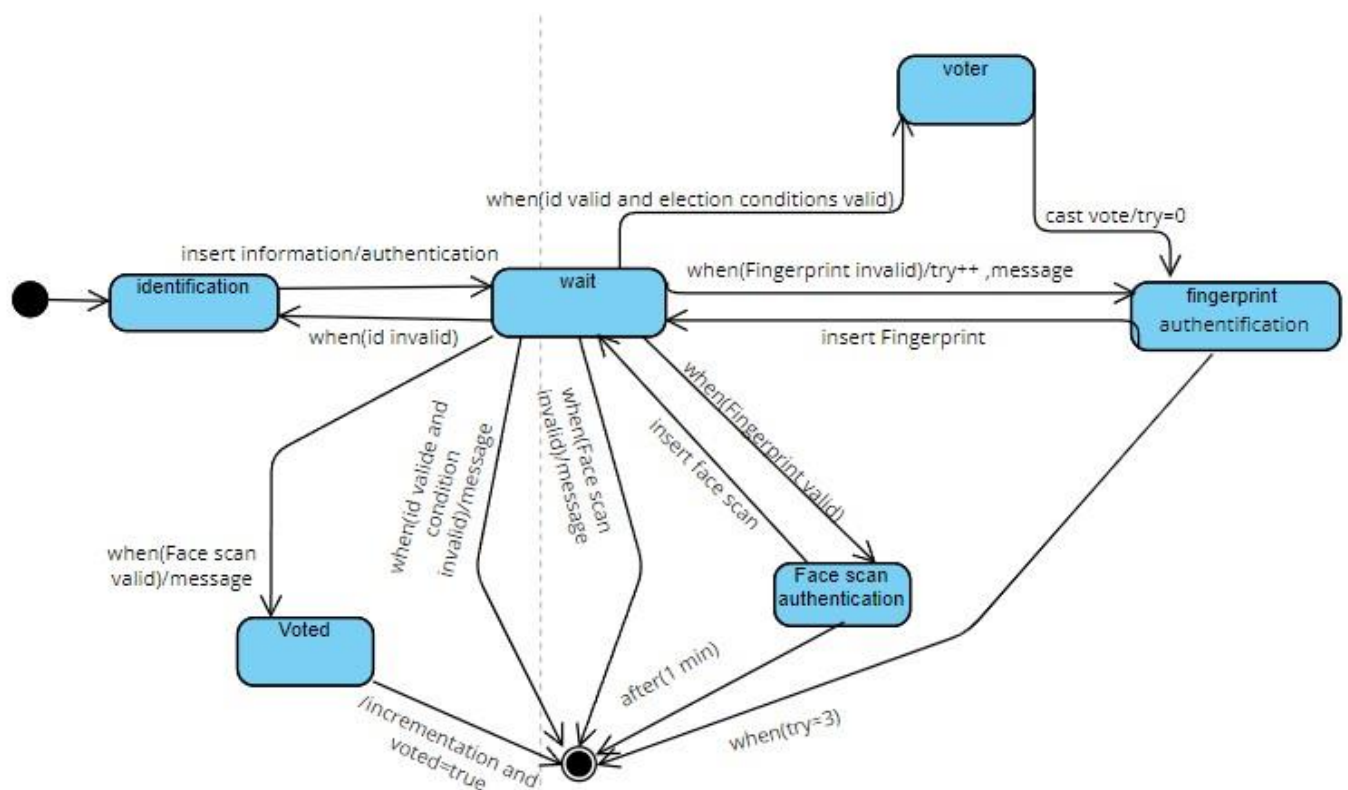 voter
when(id valid and election conditions valid)
cast vote/try=0
insert information/authentication
identification
wait
when(Fingerprint invalid)/try++ ,message
fingerprint
authentification
when(id invalid)
insert Fingerprint
when(Fingerprint valid)
insert face scan
when(id valide and
condition
invalid)/message
when(Face scan
invalid)/message
when(Face scan
valid)/message
Face scan
authentication
Voted
after(1 min)
when(try=3)
/incrementation and
voted=true